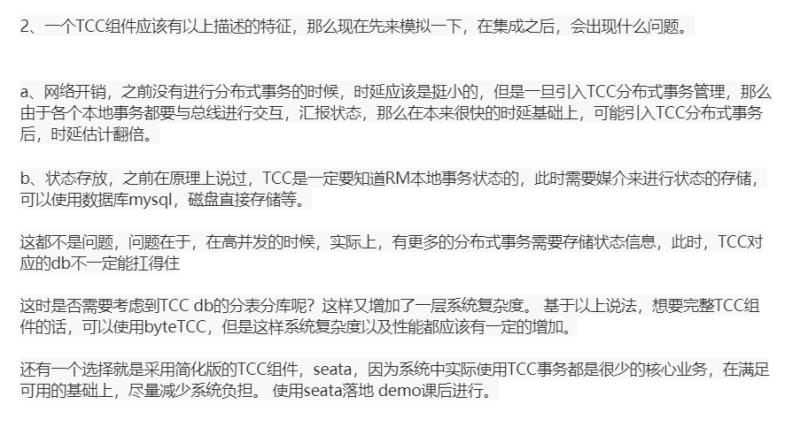 2、一个TCC组件应该有以上描述的特征，那么现在先来模拟一下，在集成之后，会出现什么问题。
a、网络开销，之前没有进行分布式事务的时候，时延应该是挺小的，但是一旦引入TCC分布式事务管理，那么
由于各个本地事务都要与总线进行交互，汇报状态，那么在本来很快的时延基础上，可能引入TCC分布式事务
后，时延估计翻倍。
b、状态存放，之前在原理上说过，TCC是一定要知道RM本地事务状态的，此时需要媒介来进行状态的存储，
可以使用数据库mysql，磁盘直接存储等。
这都不是问题，问题在于，在高并发的时候，实际上，有更多的分布式事务需要存储状态信息，此时，TCC对
应的db不一定能扛得住
这时是否需要考虑到TCC db的分表分库呢？这样又增加了一层系统复杂度。 基于以上说法，想要完整TCC组
件的话，可以使用byteTCC，但是这样系统复杂度以及性能都应该有一定的增加。
还有一个选择就是采用简化版的TCC组件，seata，因为系统中实际使用TCC事务都是很少的核心业务，在满足
可用的基础上，尽量减少系统负担。 使用seata落地 demo课后进行。